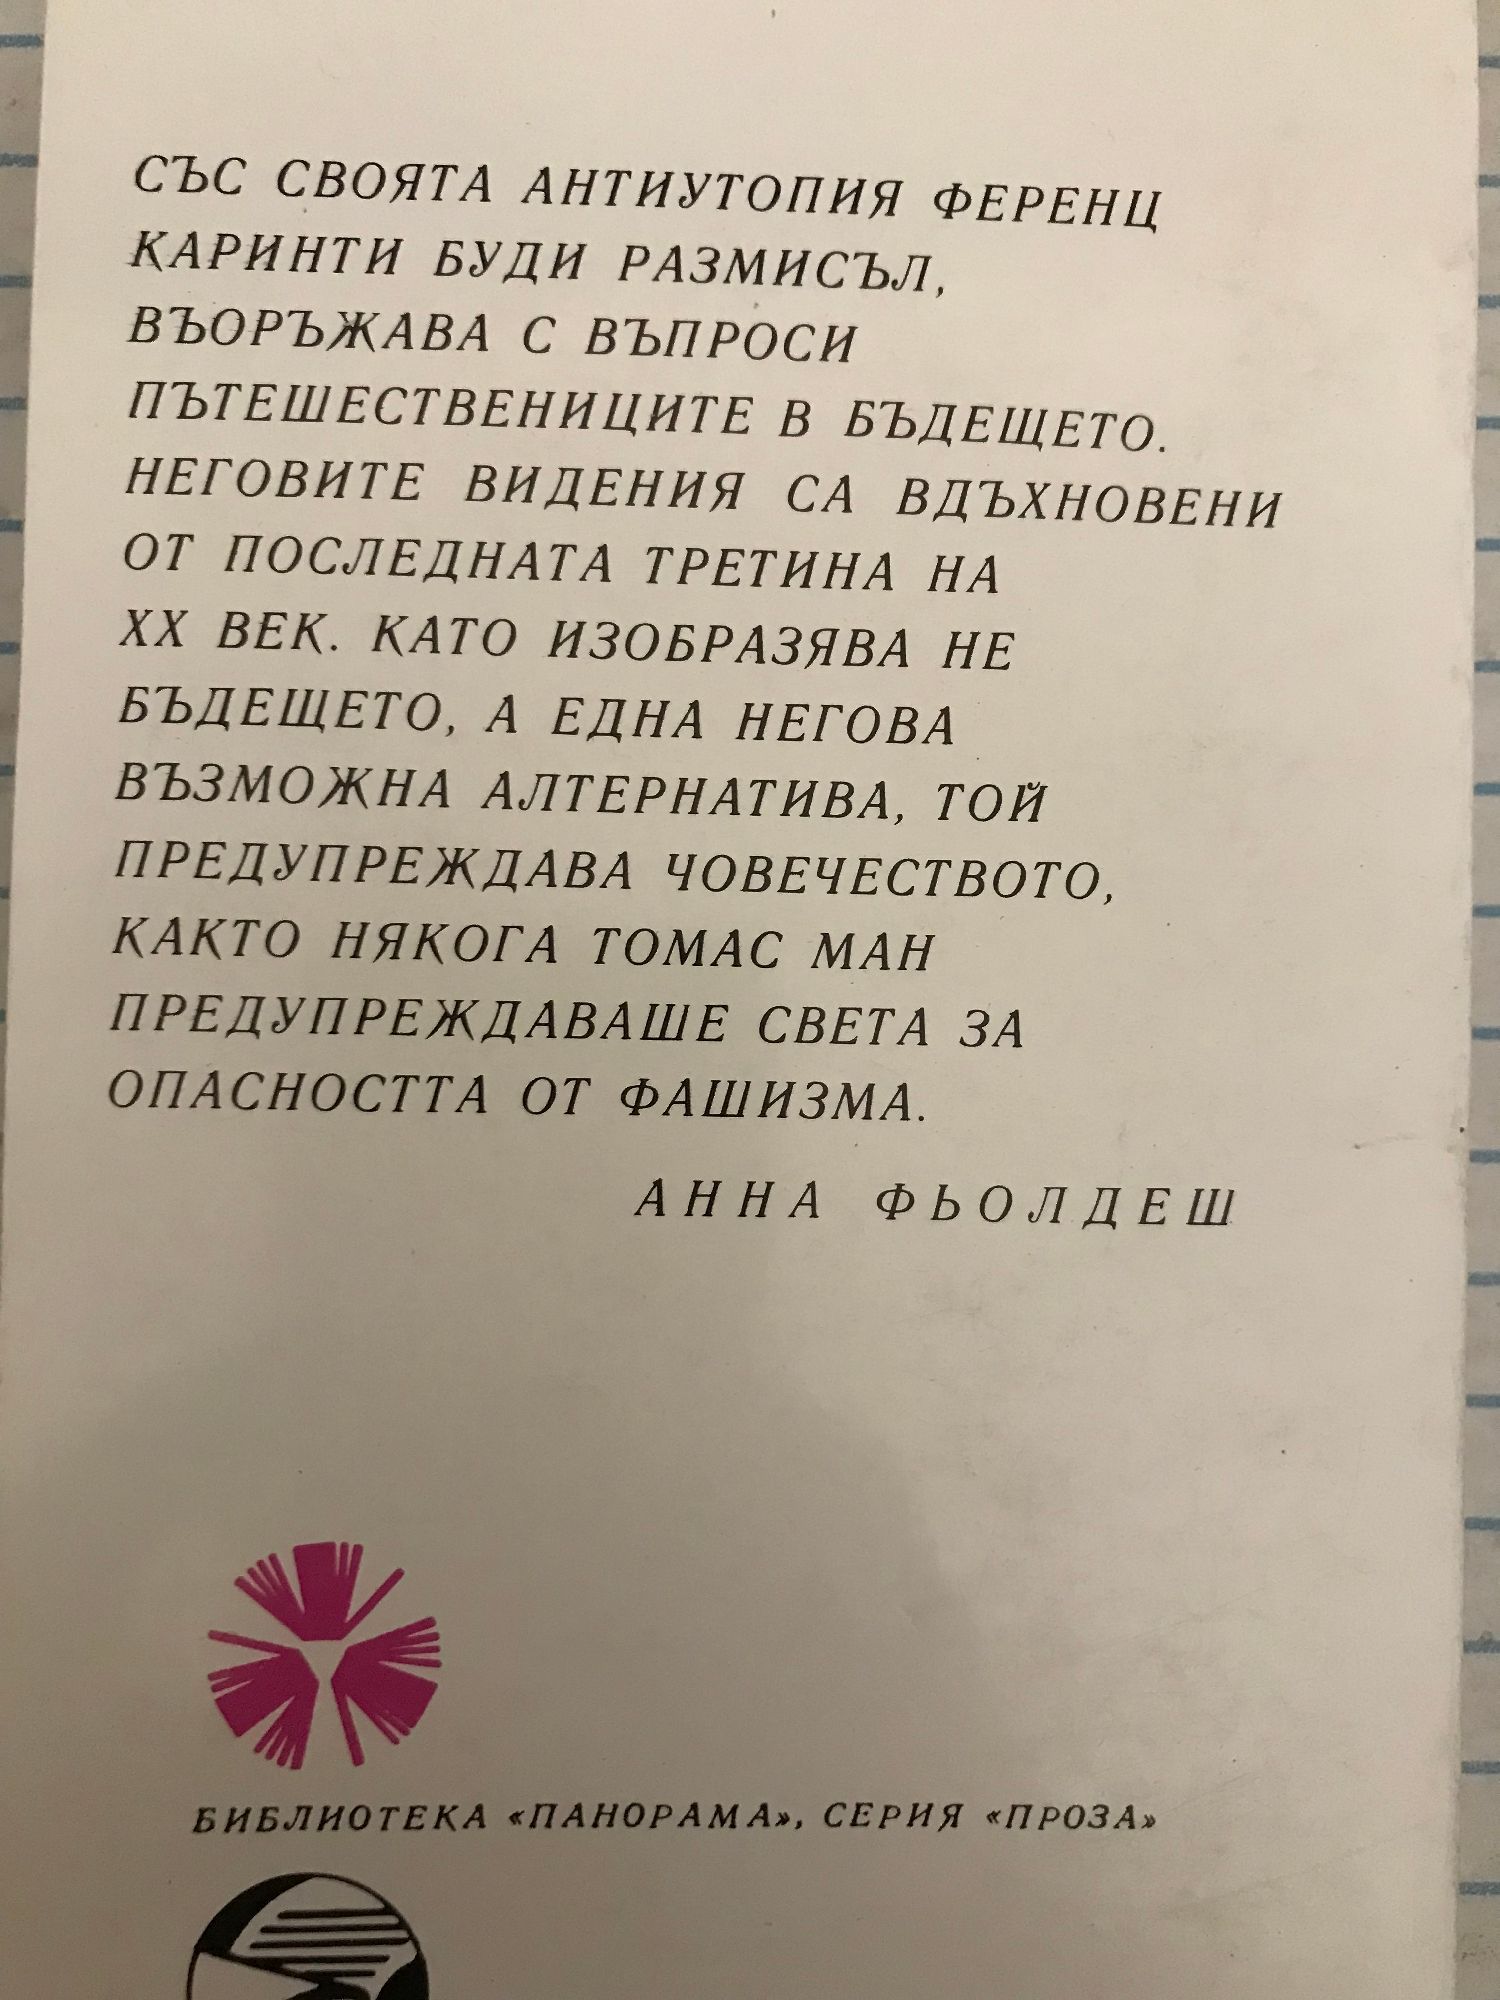 СЪС СВОЯТА АНТИУТОПИЯ ФЕРЕНЦ
КАРИНТИ БУДИ РАЗМИСЪЛ,
ВЪОРЪЖАВА С ВЪПРОСИ
ПЪТЕШЕСТВЕНИЦИТЕ В БЪДЕЩЕТО.
НЕГОВИТЕ ВИДЕНИЯ СА ВДЪХНОВЕНИ
ОТ ПОСЛЕДНАТА ТРЕТИНА НА
XX ВЕК. КАТО ИЗОБРАЗЯВА НЕ
БЪДЕЩЕТО, А ЕДНА НЕГОВА
ВЪЗМОЖНА АЛТЕРНАТИВА, ТОЙ
ПРЕДУПРЕЖДАВА ЧОВЕЧЕСТВОТО,
КАКТО НЯКОГА ТОМАС МАН
ПРЕДУПРЕЖДАВАШЕ СВЕТА ЗА
ОПАСНОСТТА ОТ ФАШИЗМА.
АННА ФЬОЛДЕШ
БИБЛИОТЕКА «ПАНОРАМА», СЕРИЯ «ПРОЗА»